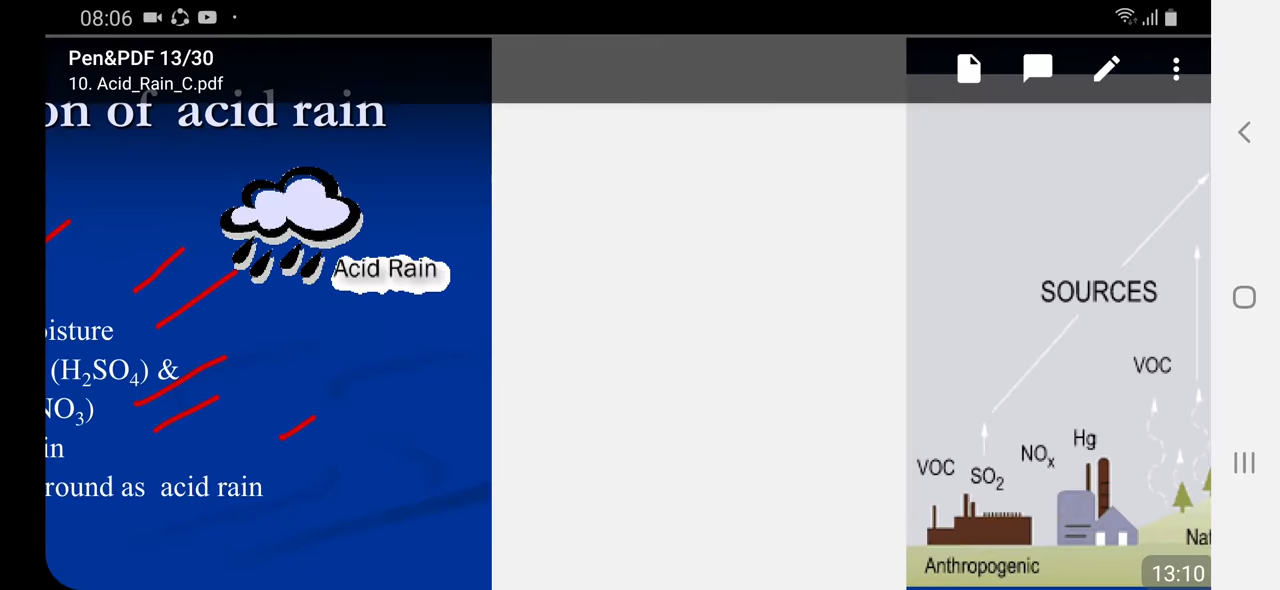 08:06
Pen&PDF 13/30
10. Acid_Rain_C.pdf
on of acid rain
Acid Rain
oisture
(H₂SO₄) &
NO₃)
in
round as acid rain
SOURCES
VOC
Hg
NOₓ
VOC
SO₂
Nat
Anthropogenic
13:10